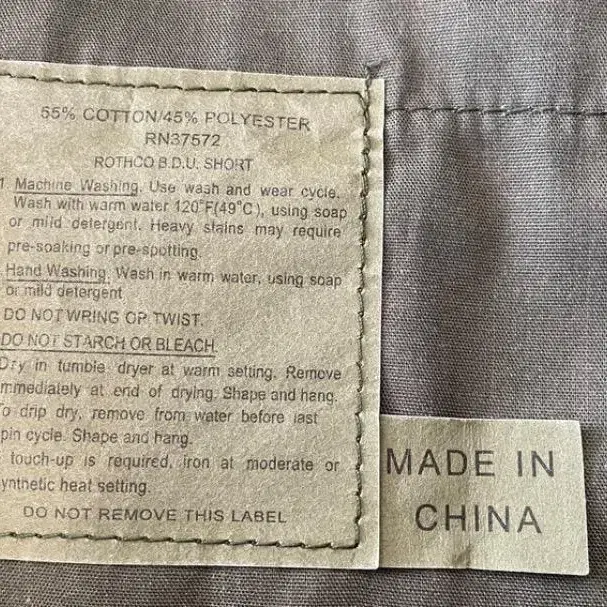 55% COTTON/45% POLYESTER
RN37572
ROTHCO B.D.U. SHORT
1 Machine Washing. Use wash and wear cycle.
Wash with warm water 120°F(49°C), using soap
or mild detergent. Heavy stains may require
pre-soaking or pre-spotting.
Hand Washing. Wash in warm water, using soap
or mild detergent
DO NOT WRING OR TWIST.
DO NOT STARCH OR BLEACH.
Dry in tumble dryer at warm setting. Remove
mmediately at end of drying. Shape and hang.
o drip dry, remove from water before last
pin cycle. Shape and hang.
touch-up is required, iron at moderate or
ynthetic heat setting.
DO NOT REMOVE THIS LABEL
MADE IN
CHINA